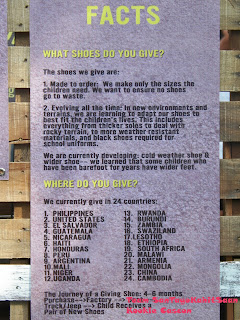 FACTS
WHAT SHOES DO YOU GIVE?
The shoes we give are:
1. Made to order: We make only the sizes the
children need. We want to ensure no shoes
go to waste.
2. Evolving all the time: In new environments and
terrains, we are learning to adapt our shoes to
best fit the children's lives. This includes
everything from thicker soles to deal with
rocky terrain, to more weather resistant
materials, and black shoes required for
school uniforms.
We are currently developing: cold weather shoe &
wider shoe-- we learned that some children who
have been barefoot for years have wider feet.
WHERE DO YOU GIVE?
We currently give in 24 countries:
1. PHILIPPINES
2. UNITED STATES
3. EL SALVADOR
4. GUATEMALA
5. NICARAGUA
6. HAITI
7. HONDURAS
8. PERU
9. ARGENTINA
10. MALI
11. NIGER
12. UGANDA
13. RWANDA
14. BURUNDI
15. ZAMBIA
16. SWAZILAND
17. LESOTHO
18. ETHIOPIA
19. SOUTH AFRICA
20. MALAWI
21. ARMENIA
22. MONGOLIA
23. CHINA
24. CAMBODIA
The Journey of a Giving Shoe: 4-6 months
Purchase--->Factory --->
Truck/Jeep --->Child Receives a
Pair